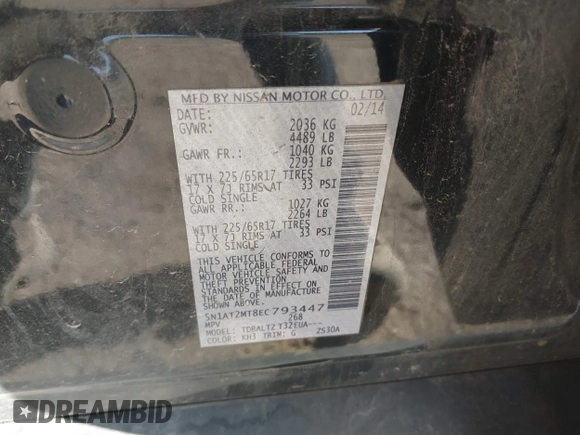 MFD BY NISSAN MOTOR CO., LTD.
DATE: 02/14
GVWR: 2036 KG
4489 LB
GAWR FR.: 1040 KG
2293 LB
WITH 225/65R17 TIRES
17 X 7J RIMS AT 33 PSI
COLD SINGLE
GAWR RR.: 1027 KG
2264 LB
WITH 225/65R17 TIRES
17 X 7J RIMS AT 33 PSI
COLD SINGLE
THIS VEHICLE CONFORMS TO
ALL APPLICABLE FEDERAL
MOTOR VEHICLE SAFETY AND
THEFT PREVENTION
STANDARDS IN EFFECT ON
THE DATE OF MANUFACTURE
SHOWN ABOVE.
5N1AT2MT8EC793447
MPV 268
MODEL: TDRALTZ T32EUA---
COLOR: KH3 TRIM: G ZS30A
DREAMBID